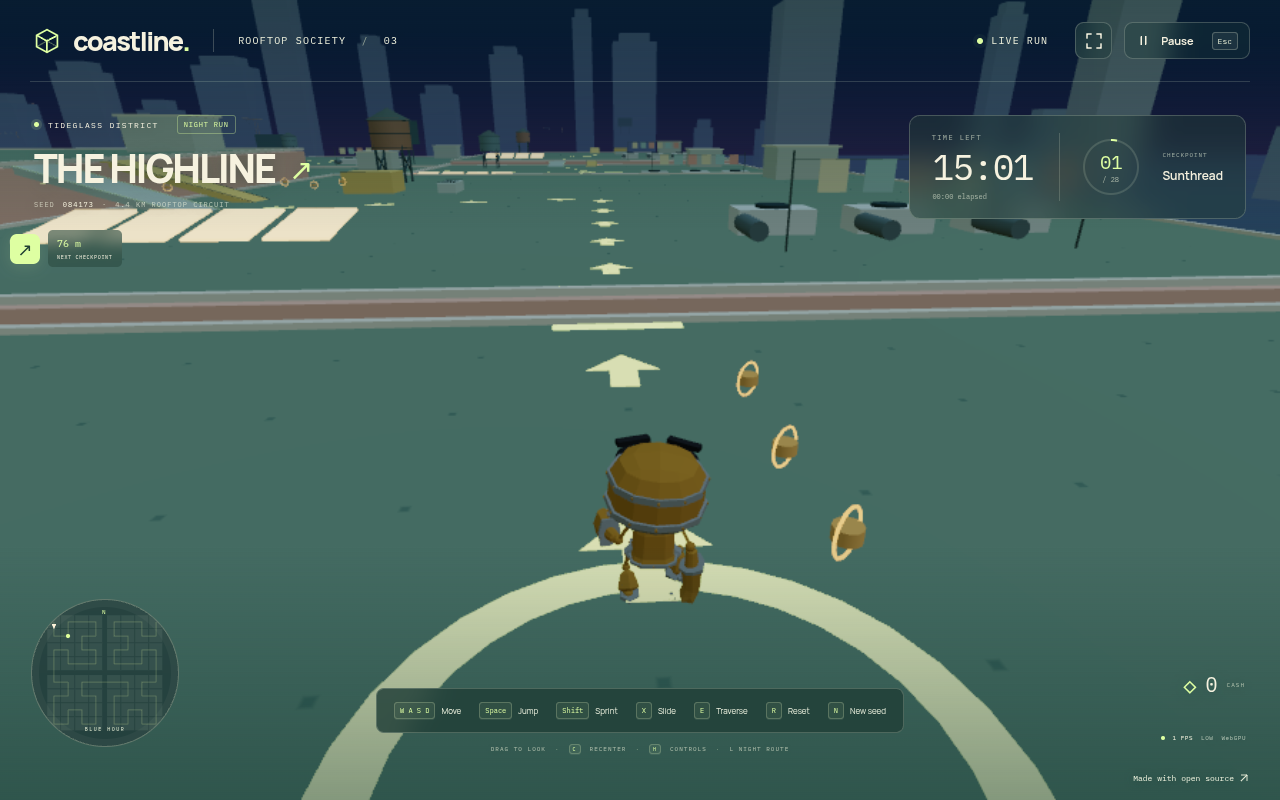 coastline.
ROOFTOP SOCIETY / 03
LIVE RUN
Pause
Esc
TIDEGLASS DISTRICT
NIGHT RUN
THE HIGHLINE ↗
SEED 084173 · 4.4 KM ROOFTOP CIRCUIT
76 m
NEXT CHECKPOINT
TIME LEFT
15:01
00:00 elapsed
01
/ 28
CHECKPOINT
Sunthread
N
BLUE HOUR
W A S D Move Space Jump Shift Sprint X Slide E Traverse R Reset N New seed
DRAG TO LOOK · C RECENTER · H CONTROLS · L NIGHT ROUTE
0 CASH
1 FPS LOW WebGPU
Made with open source ↗